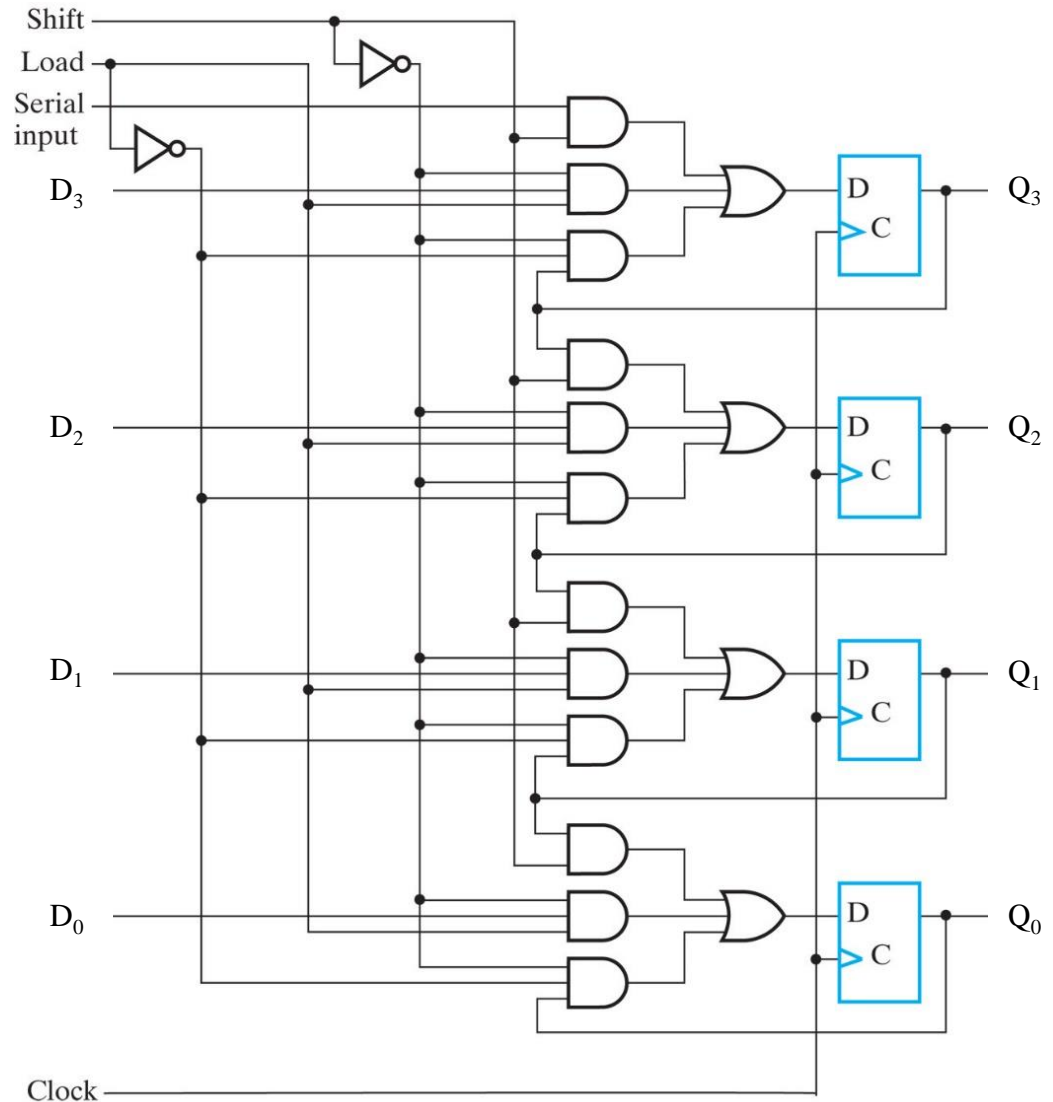 Shift
Load
Serial
input
D₃
D
Q₃
C
D₂
D
Q₂
C
D₁
D
Q₁
C
D₀
D
Q₀
C
Clock